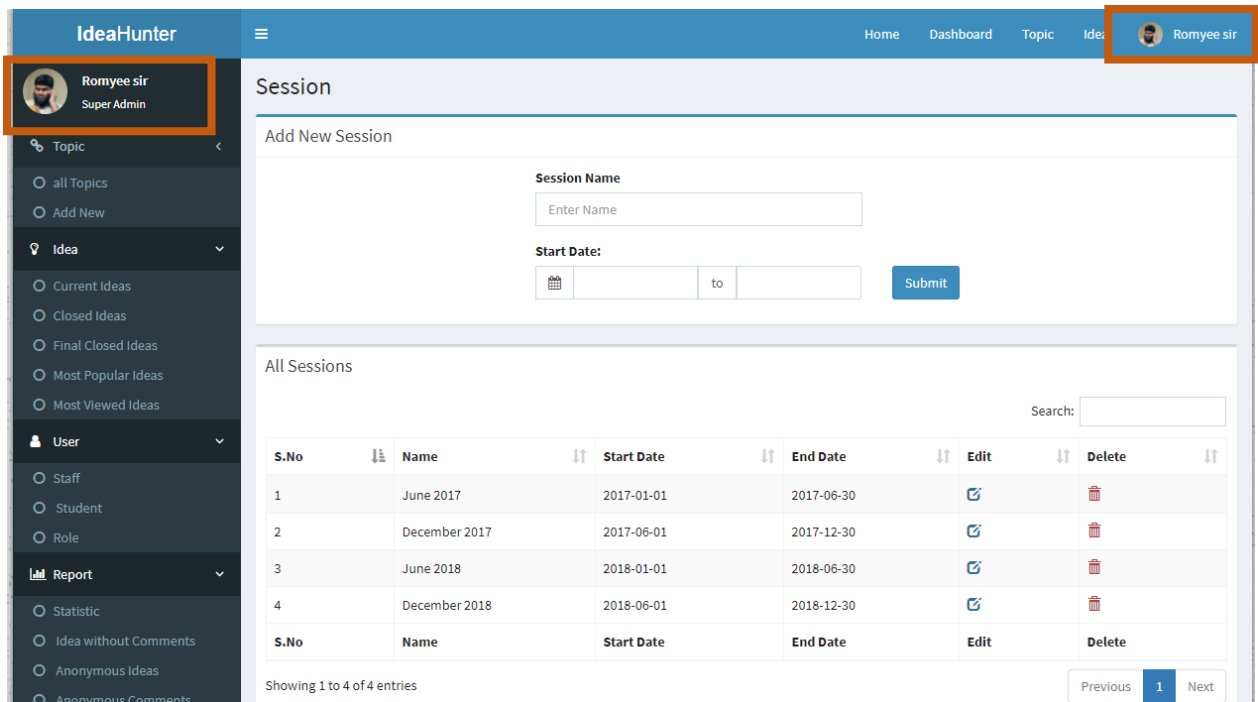 IdeaHunter
Home Dashboard Topic Romyee sir
Romyee sir
Super Admin
Topic
all Topics
Add New
Idea
Current Ideas
Closed Ideas
Final Closed Ideas
Most Popular Ideas
Most Viewed Ideas
User
Staff
Student
Role
Report
Statistic
Idea without Comments
Anonymous Ideas
Anonymous Comments
Session
Add New Session
Session Name
Enter Name
Start Date:
to Submit
All Sessions
Search:
S.No Name Start Date End Date Edit Delete
1 June 2017 2017-01-01 2017-06-30
2 December 2017 2017-06-01 2017-12-30
3 June 2018 2018-01-01 2018-06-30
4 December 2018 2018-06-01 2018-12-30
S.No Name Start Date End Date Edit Delete
Showing 1 to 4 of 4 entries Previous 1 Next